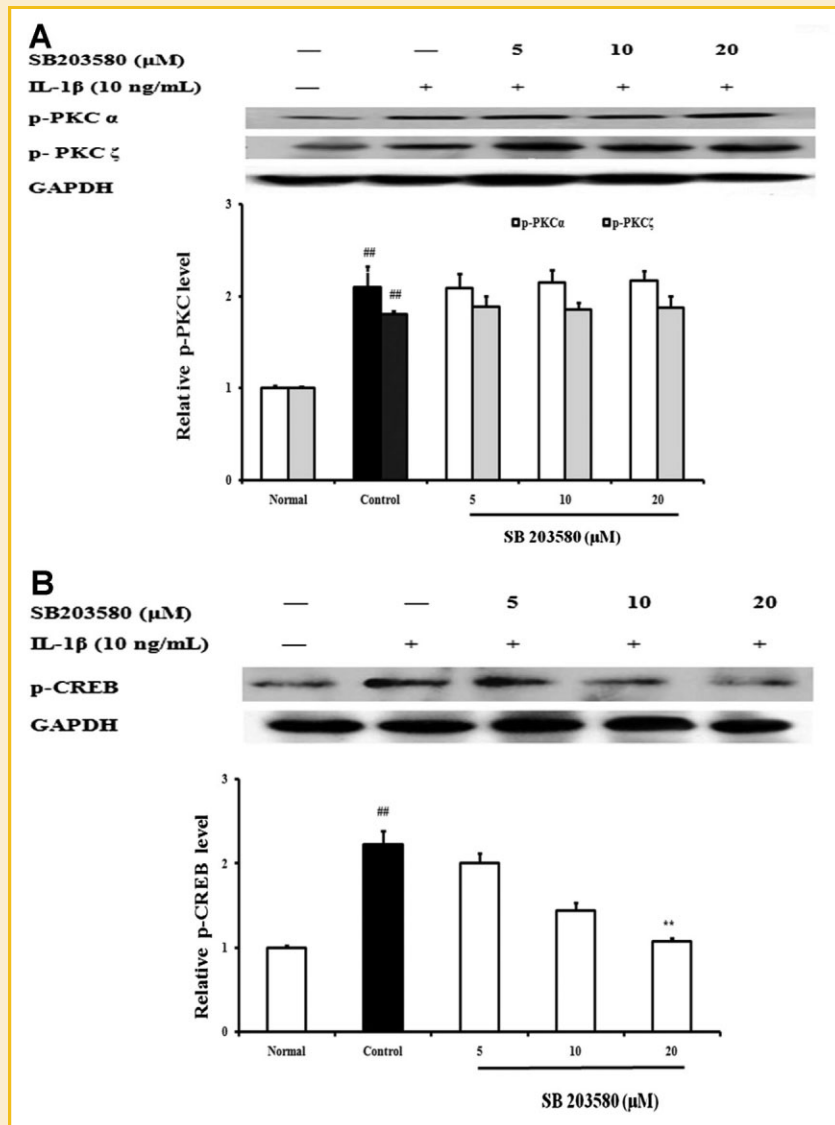 A
SB203580 (µM) — — 5 10 20
IL-1β (10 ng/mL) — + + + +
p-PKC α
p- PKC ζ
GAPDH
3
2
1
0
Relative p-PKC level
p-PKCα p-PKCζ
##
##
Normal Control 5 10 20
SB 203580 (µM)
B
SB203580 (µM) — — 5 10 20
IL-1β (10 ng/mL) — + + + +
p-CREB
GAPDH
3
2
1
0
Relative p-CREB level
##
**
Normal Control 5 10 20
SB 203580 (µM)